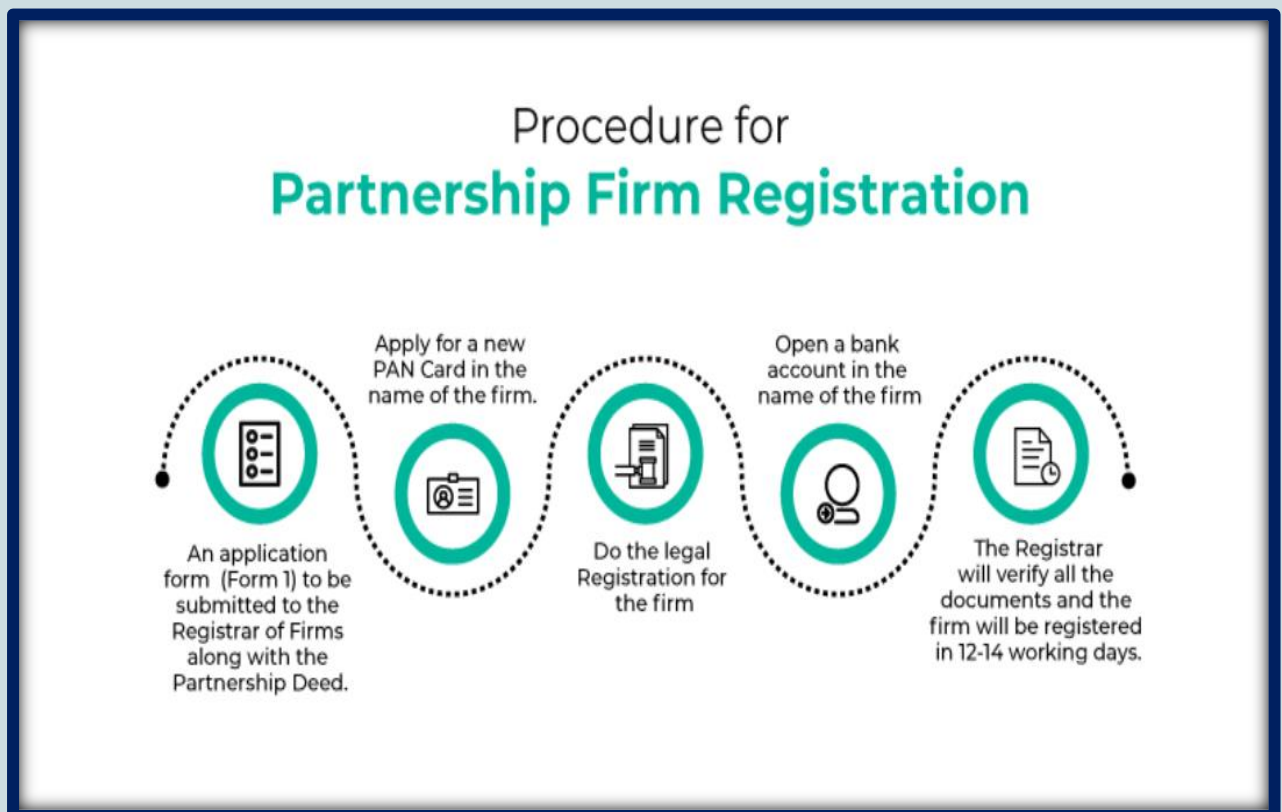 Procedure for
Partnership Firm Registration
An application
form (Form 1) to be
submitted to the
Registrar of Firms
along with the
Partnership Deed.
Apply for a new
PAN Card in the
name of the firm.
Do the legal
Registration for
the firm
Open a bank
account in the
name of the firm
The Registrar
will verify all the
documents and the
firm will be registered
in 12-14 working days.